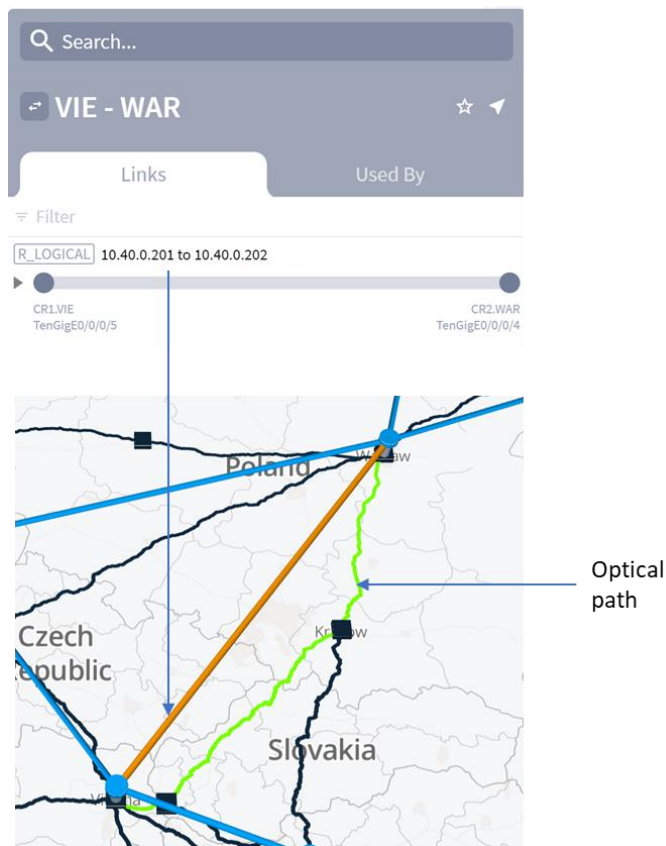 Search...
VIE - WAR
Links
Used By
Filter
R_LOGICAL 10.40.0.201 to 10.40.0.202
CR1.VIE
CR2.WAR
TenGigE0/0/0/5
TenGigE0/0/0/4
Poland
Optical
path
Czech
Slovakia